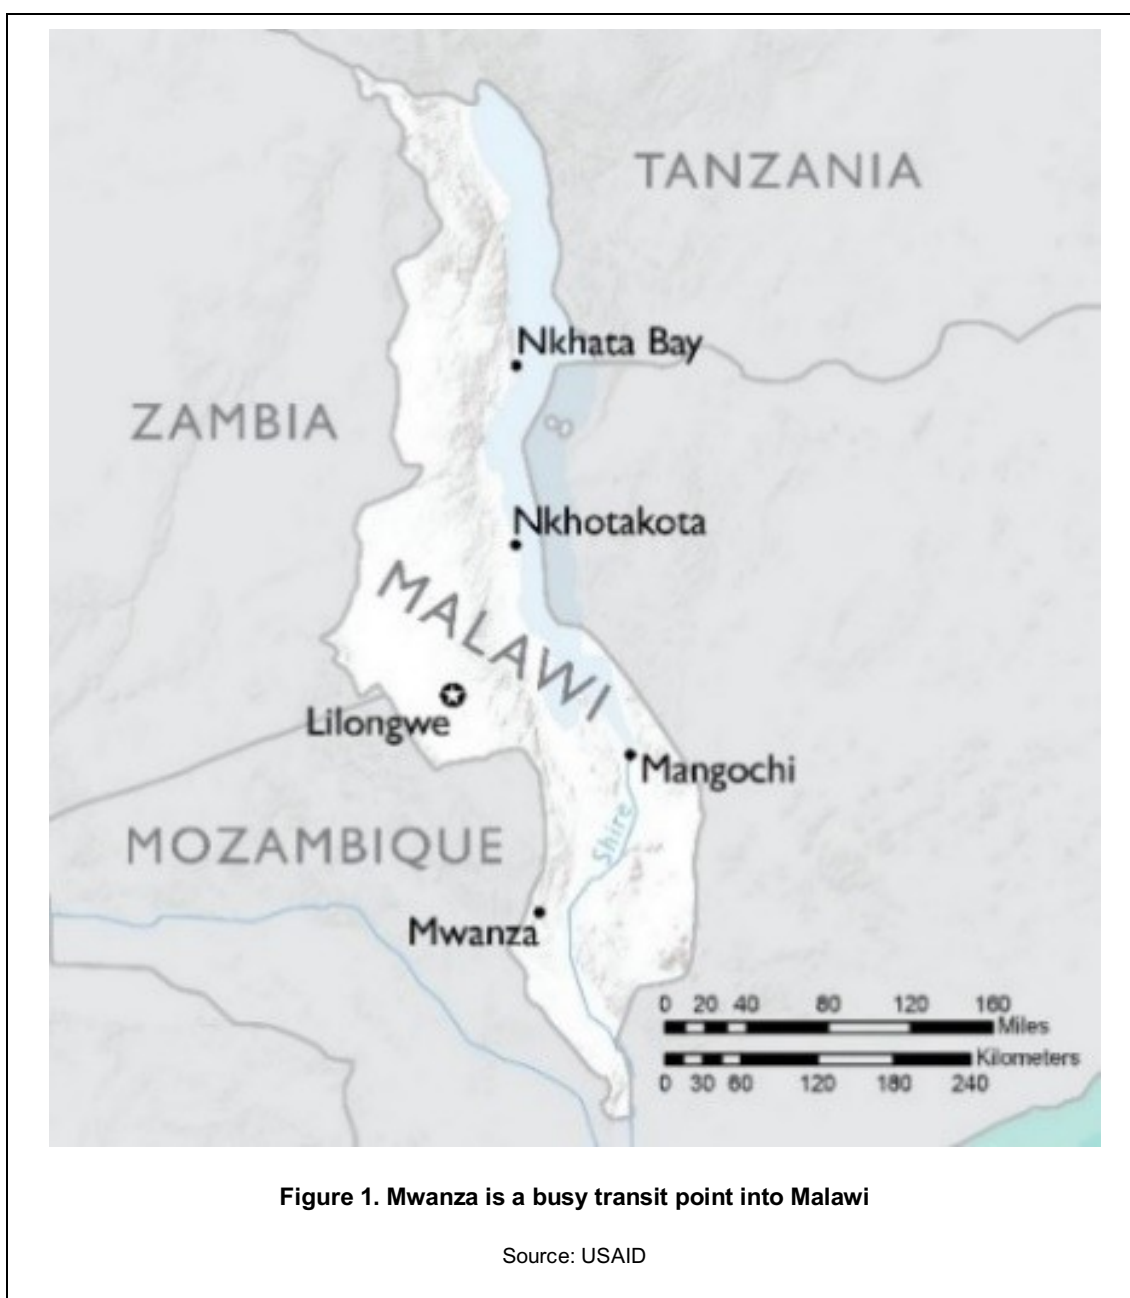 TANZANIA
Nkhata Bay
ZAMBIA
Nkhotakota
MALAWI
Lilongwe
Mangochi
Shire
MOZAMBIQUE
Mwanza
0 20 40 80 120 160
Miles
Kilometers
0 30 60 120 180 240
Figure 1. Mwanza is a busy transit point into Malawi
Source: USAID